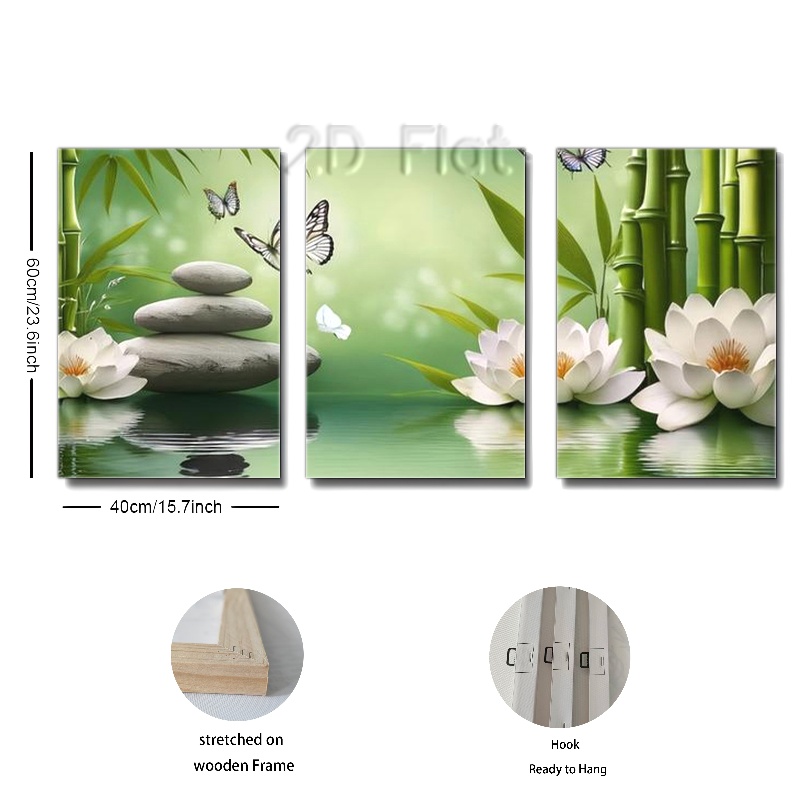 2D Flat
60cm/23.6inch
40cm/15.7inch
stretched on
wooden Frame
Hook
Ready to Hang